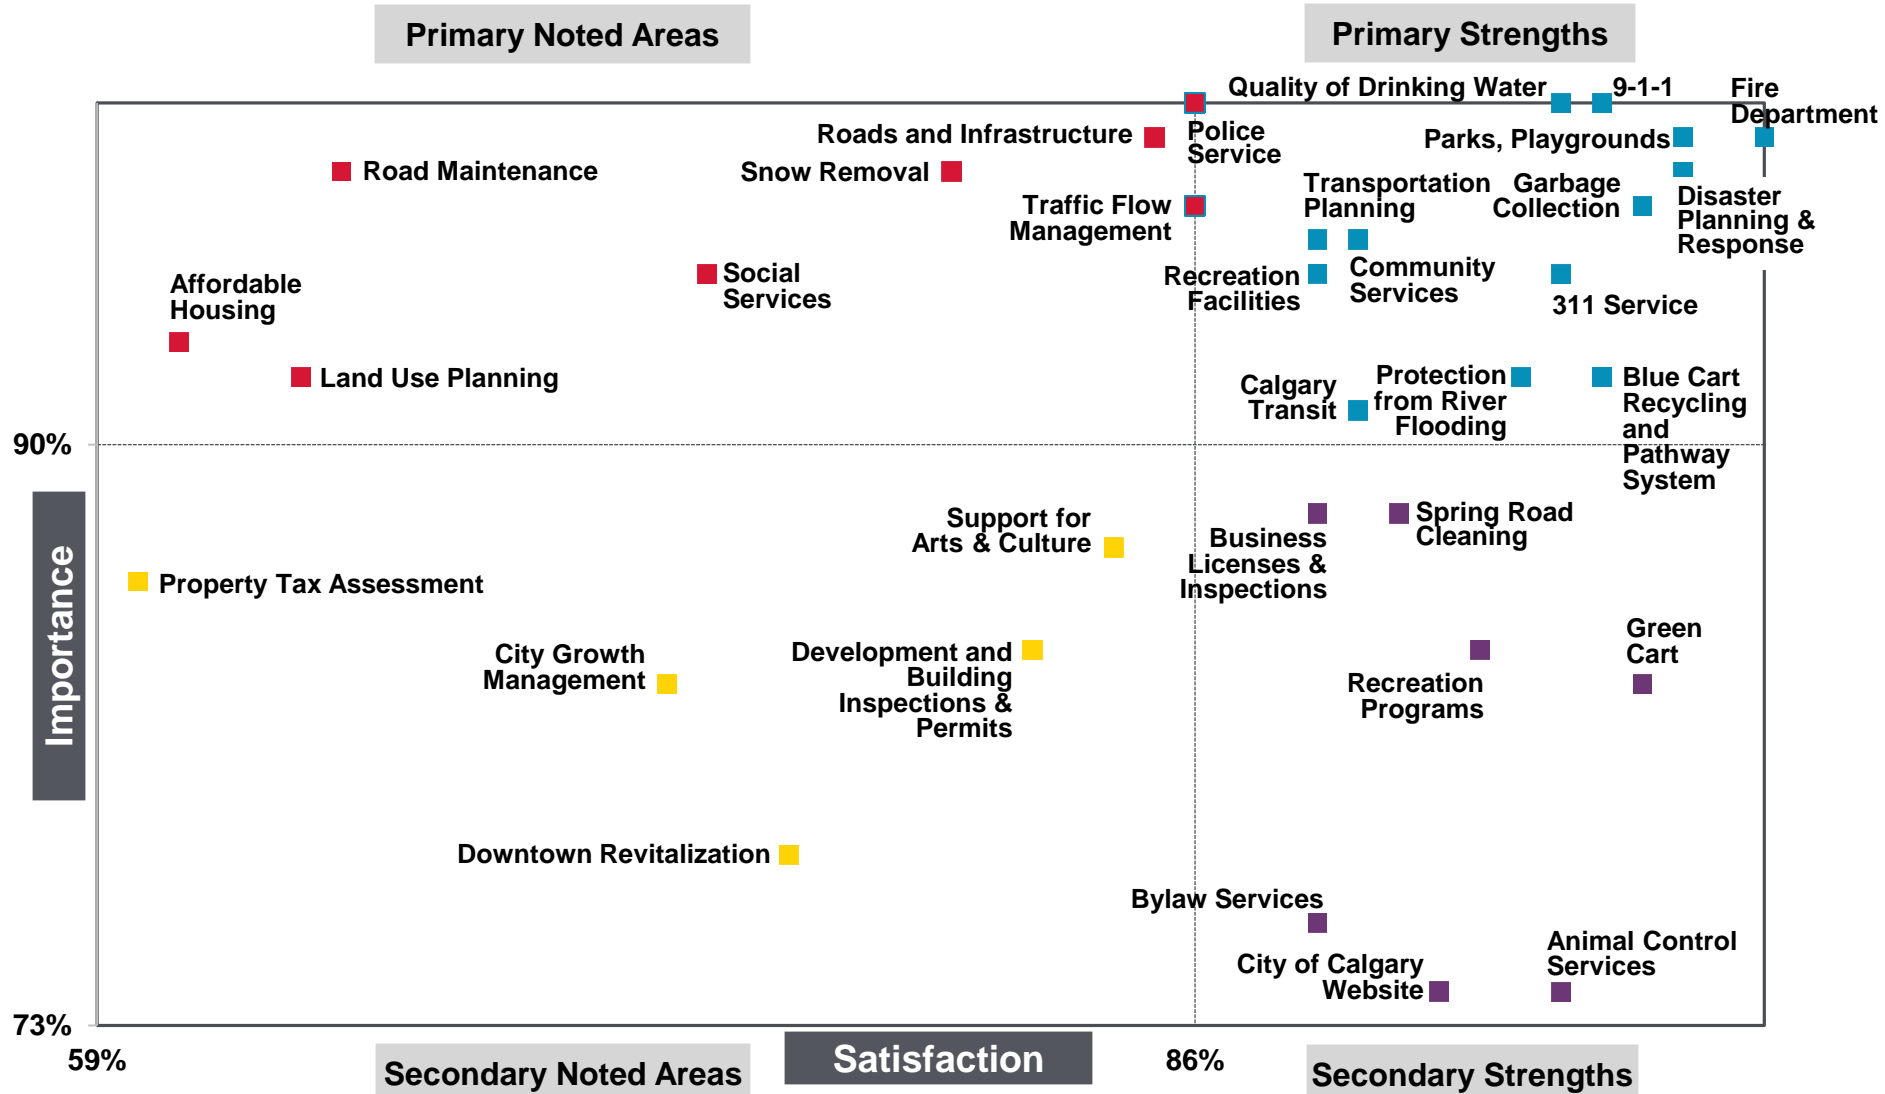 Primary Noted Areas
Primary Strengths
Quality of Drinking Water
9-1-1
Fire
Department
Roads and Infrastructure
Police
Service
Parks, Playgrounds
Road Maintenance
Snow Removal
Transportation
Planning
Garbage
Collection
Disaster
Planning &
Response
Traffic Flow
Management
Affordable
Housing
Social
Services
Recreation
Facilities
Community
Services
311 Service
Land Use Planning
Calgary
Transit
Protection
from River
Flooding
Blue Cart
Recycling
and
Pathway
System
90%
Importance
Support for
Arts & Culture
Business
Licenses &
Inspections
Spring Road
Cleaning
Property Tax Assessment
City Growth
Management
Development and
Building
Inspections &
Permits
Recreation
Programs
Green
Cart
Downtown Revitalization
Bylaw Services
City of Calgary
Website
Animal Control
Services
73%
59%
Satisfaction
86%
Secondary Noted Areas
Secondary Strengths